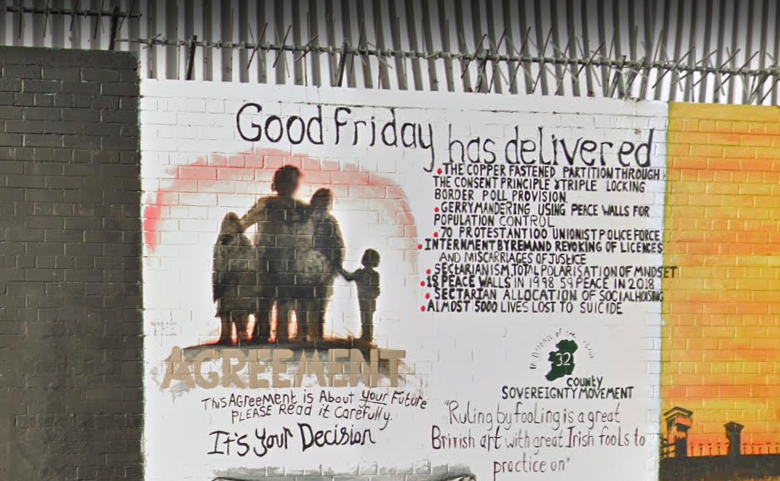 Good friday has delivered
• THE COPPER FASTENED PARTITION THROUGH
THE CONSENT PRINCIPLE & TRIPLE LOCKING
BORDER POLL PROVISION
• GERRYMANDERING USING PEACE WALLS FOR
POPULATION CONTROL
• 70 PROTESTANT 100 UNIONIST POLICE FORCE
• INTERNMENT BY REMAND REVOKING OF LICENCES
AND MISCARRIAGES OF JUSTICE
• SECTARIANISM, TOTAL POLARISATION OF MINDSET
• 18 PEACE WALLS IN 1998 59 PEACE IN 2018
• SECTARIAN ALLOCATION OF SOCIAL HOUSING
• ALMOST 5000 LIVES LOST TO SUICIDE
AGREEMENT
This Agreement is About your Future
PLEASE Read it Carefully.
It's Your Decision
32
COUNTY
SOVEREIGNTY MOVEMENT
"Ruling by fooling is a great
British art with great Irish fools to
practice on"